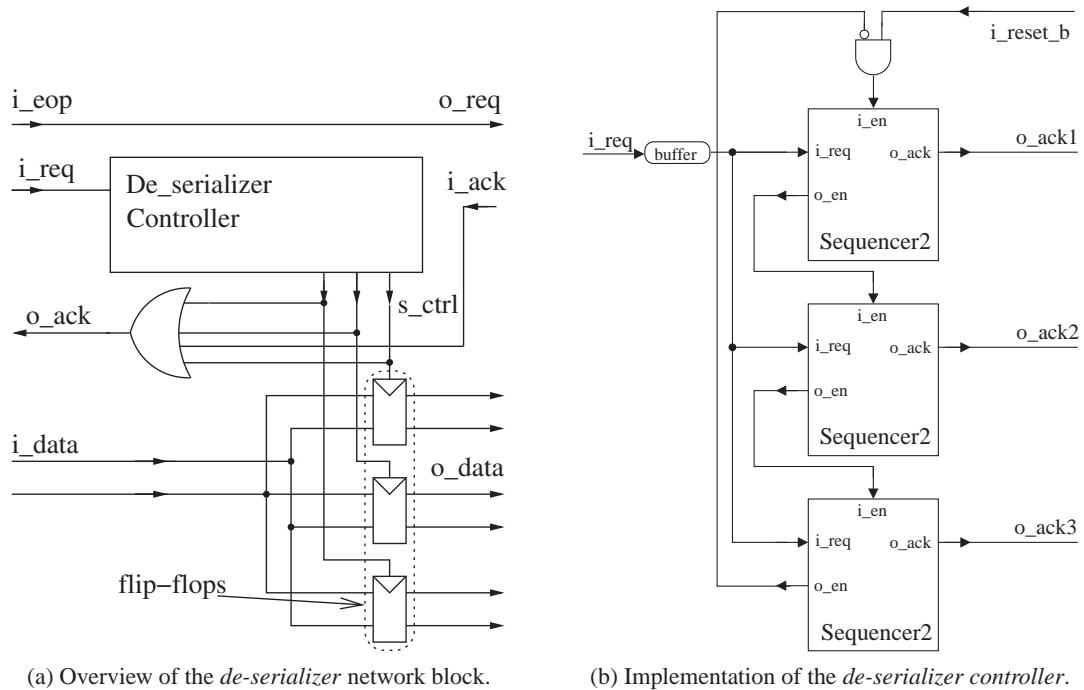 i_eop
o_req
i_req
De_serializer
Controller
i_ack
o_ack
s_ctrl
i_data
o_data
flip−flops
(a) Overview of the de-serializer network block.
i_reset_b
i_en
i_req
buffer
i_req
o_ack
o_ack1
o_en
Sequencer2
i_en
i_req
o_ack
o_ack2
o_en
Sequencer2
i_en
i_req
o_ack
o_ack3
o_en
Sequencer2
(b) Implementation of the de-serializer controller.